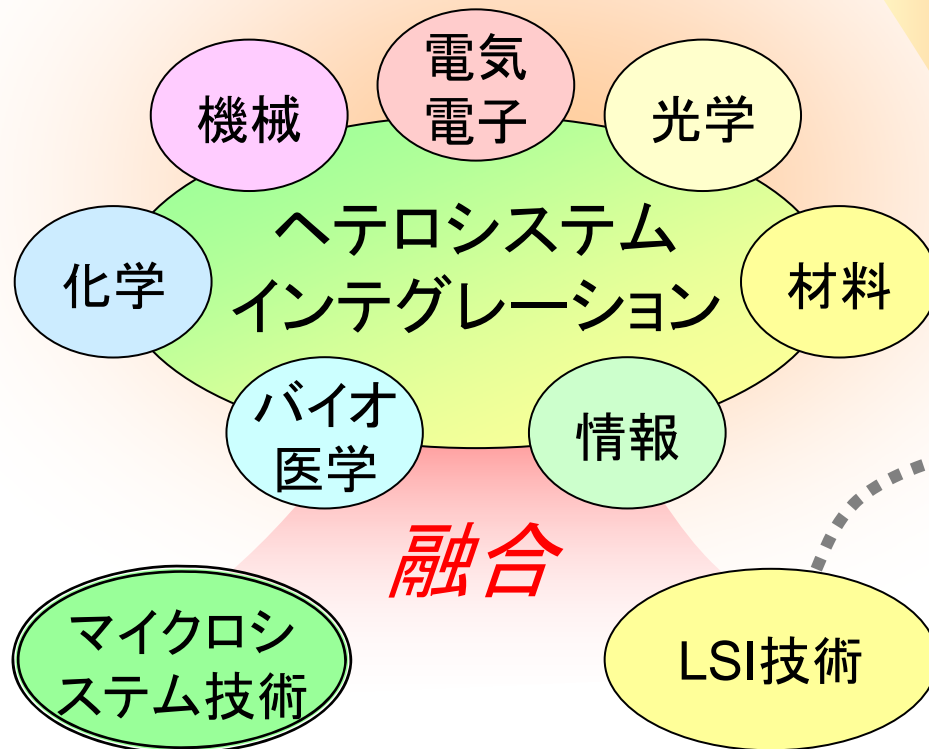 電気
電子
機械
光学
ヘテロシステム
インテグレーション
化学
材料
バイオ
医学
情報
融合
マイクロシ
ステム技術
LSI技術